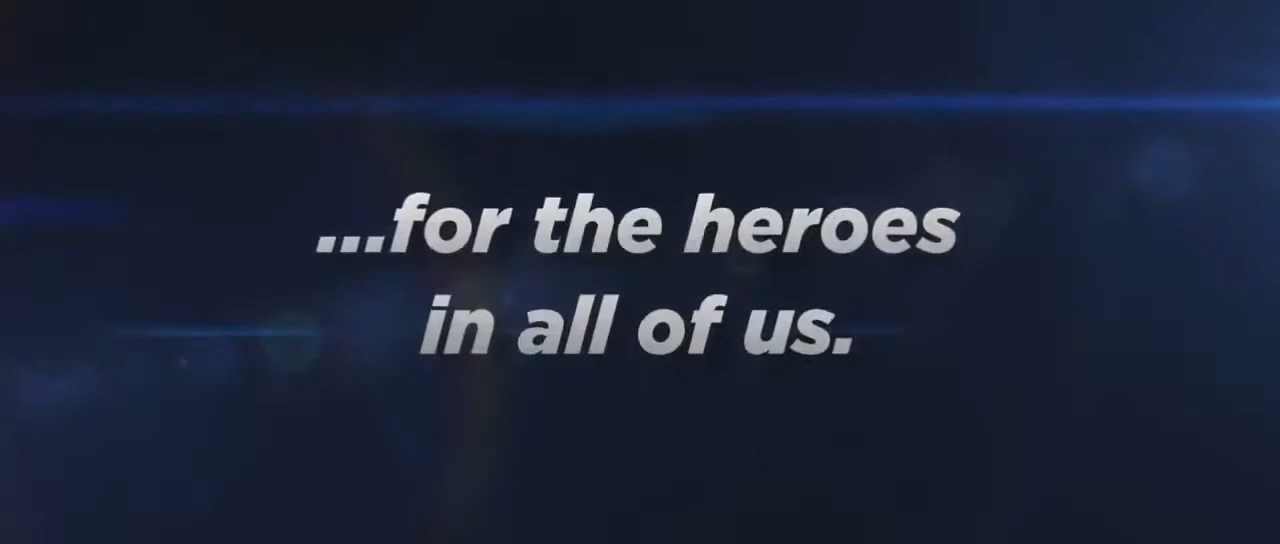 ...for the heroes
in all of us.